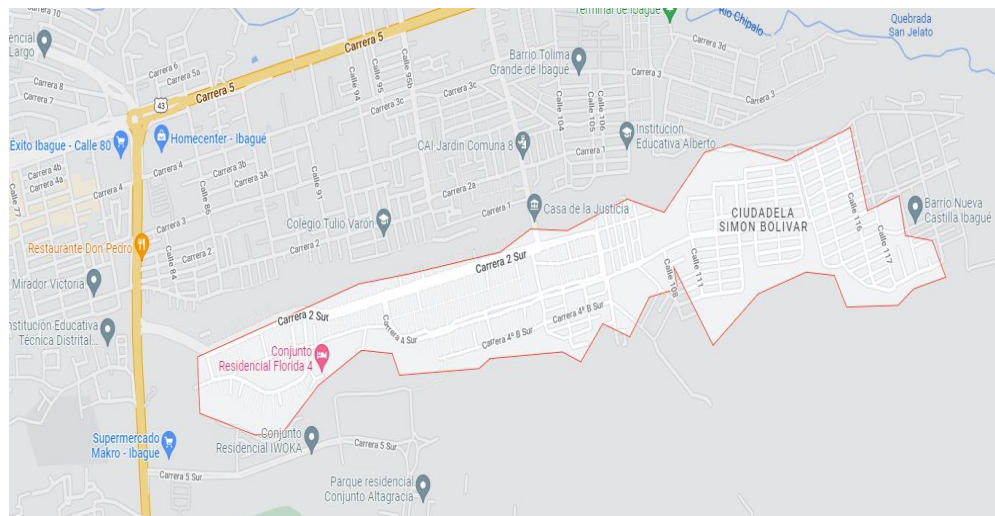 Terminal de Ibagué
Río Chipalo
Quebrada
San Jelato
encial
Largo
Carrera 10
Carrera 5
Carrera 3d
Carrera 6
Carrera 5a
Carrera 8
Carrera 7
Carrera 5
43
Calle 94
Calle 95
Calle 95b
Barrio Tolima
Grande de Ibagué
Carrera 3
Carrera 3c
Carrera 3c
Carrera 3
Calle 104
Calle 105
Calle 106
Éxito Ibague - Calle 80
Homecenter - Ibagué
CAI Jardin Comuna 8
Institución
Educativa Alberto...
Carrera 1
Carrera 4b
Carrera 4a
Carrera 4
Carrera 4
Carrera 3b
Carrera 3A
Calle 77
Calle 86
Calle 91
Carrera 2a
Carrera 1
Casa de la Justicia
Colegio Tulio Varón
CIUDADELA
SIMON BOLIVAR
Calle 116
Barrio Nueva
Castilla Ibagué
Carrera 3
Carrera 2
Carrera 2
Restaurante Don Pedro
Calle 84
Calle 117
Carrera 2 Sur
Calle 108
Calle 111
Mirador Victoria
Carrera 2 Sur
Carrera 4 Sur
Carrera 4ª B Sur
Carrera 4ª B Sur
nstitución Educativa
Técnica Distrital...
Conjunto
Residencial Florida 4
Supermercado
Makro - Ibague
Conjunto
Residencial IWOKA
Carrera 5 Sur
Carrera 5 Sur
Parque residencial
Conjunto Altagracia